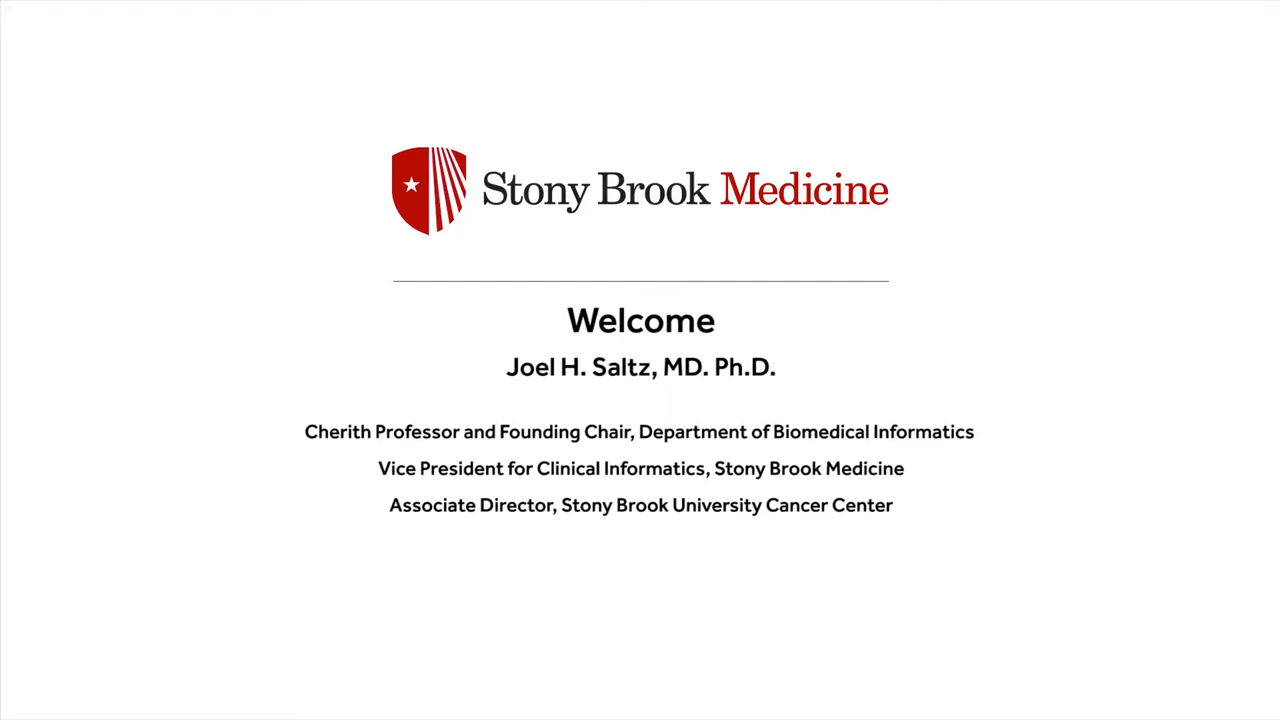 Stony Brook Medicine
Welcome
Joel H. Saltz, MD. Ph.D.
Cherith Professor and Founding Chair, Department of Biomedical Informatics
Vice President for Clinical Informatics, Stony Brook Medicine
Associate Director, Stony Brook University Cancer Center